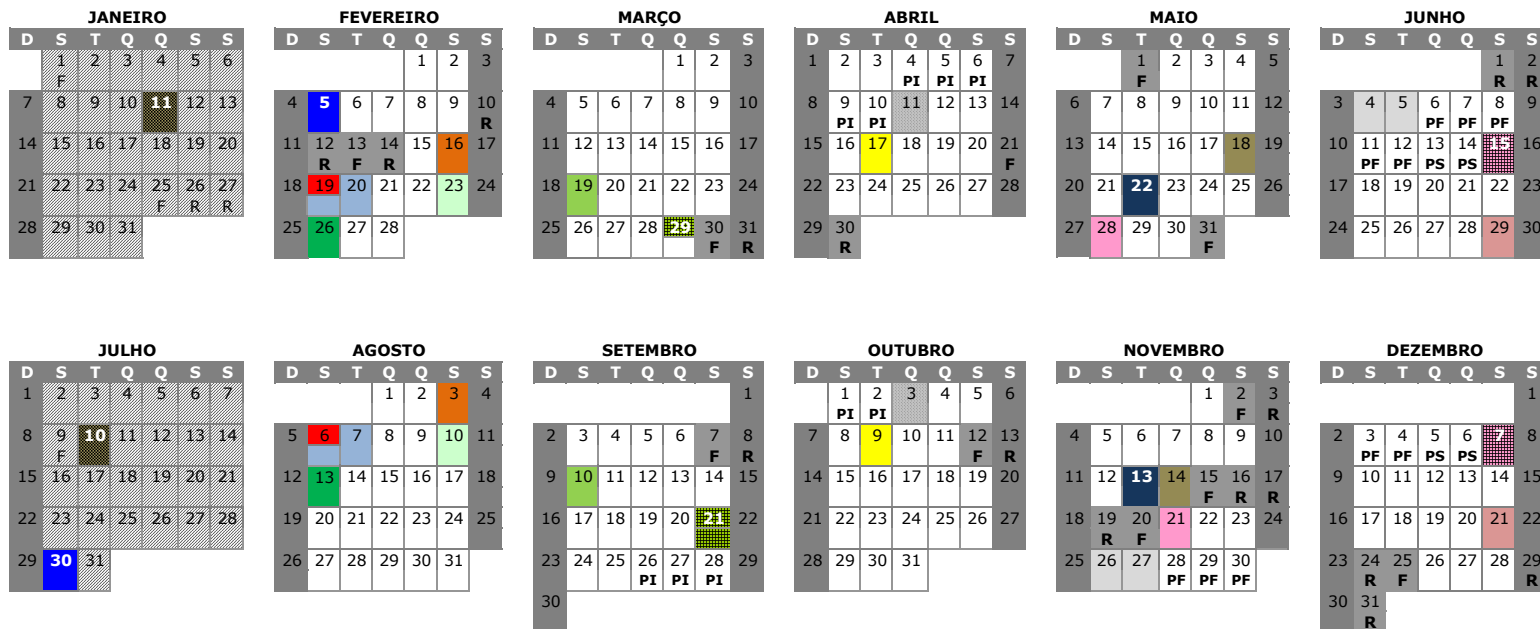 JANEIRO FEVEREIRO MARÇO ABRIL MAIO JUNHO
D S T Q Q S S D S T Q Q S S D S T Q Q S S D S T Q Q S S D S T Q Q S S D S T Q Q S S
1 2 3 4 5 6 1 2 3 1 2 3 1 2 3 4 5 6 7 1 2 3 4 5 1 2
F PI PI PI F R R
7 8 9 10 11 12 13 4 5 6 7 8 9 10 4 5 6 7 8 9 10 8 9 10 11 12 13 14 6 7 8 9 10 11 12 3 4 5 6 7 8 9
R PI PI PF PF PF
14 15 16 17 18 19 20 11 12 13 14 15 16 17 11 12 13 14 15 16 17 15 16 17 18 19 20 21 13 14 15 16 17 18 19 10 11 12 13 14 15 16
R F R F PF PF PS PS
21 22 23 24 25 26 27 18 19 20 21 22 23 24 18 19 20 21 22 23 24 22 23 24 25 26 27 28 20 21 22 23 24 25 26 17 18 19 20 21 22 23
F R R
28 29 30 31 25 26 27 28 25 26 27 28 29 30 31 29 30 27 28 29 30 31 24 25 26 27 28 29 30
F R R F
JULHO AGOSTO SETEMBRO OUTUBRO NOVEMBRO DEZEMBRO
D S T Q Q S S D S T Q Q S S D S T Q Q S S D S T Q Q S S D S T Q Q S S D S T Q Q S S
1 2 3 4 5 6 7 1 2 3 4 1 1 2 3 4 5 6 1 2 3 1
PI PI F R
8 9 10 11 12 13 14 5 6 7 8 9 10 11 2 3 4 5 6 7 8 7 8 9 10 11 12 13 4 5 6 7 8 9 10 2 3 4 5 6 7 8
F F R F R PF PF PS PS
15 16 17 18 19 20 21 12 13 14 15 16 17 18 9 10 11 12 13 14 15 14 15 16 17 18 19 20 11 12 13 14 15 16 17 9 10 11 12 13 14 15
F R R
22 23 24 25 26 27 28 19 20 21 22 23 24 25 16 17 18 19 20 21 22 21 22 23 24 25 26 27 18 19 20 21 22 23 24 16 17 18 19 20 21 22
R F
29 30 31 26 27 28 29 30 31 23 24 25 26 27 28 29 28 29 30 31 25 26 27 28 29 30 23 24 25 26 27 28 29
PI PI PI PF PF PF R F R
30 30 31
R